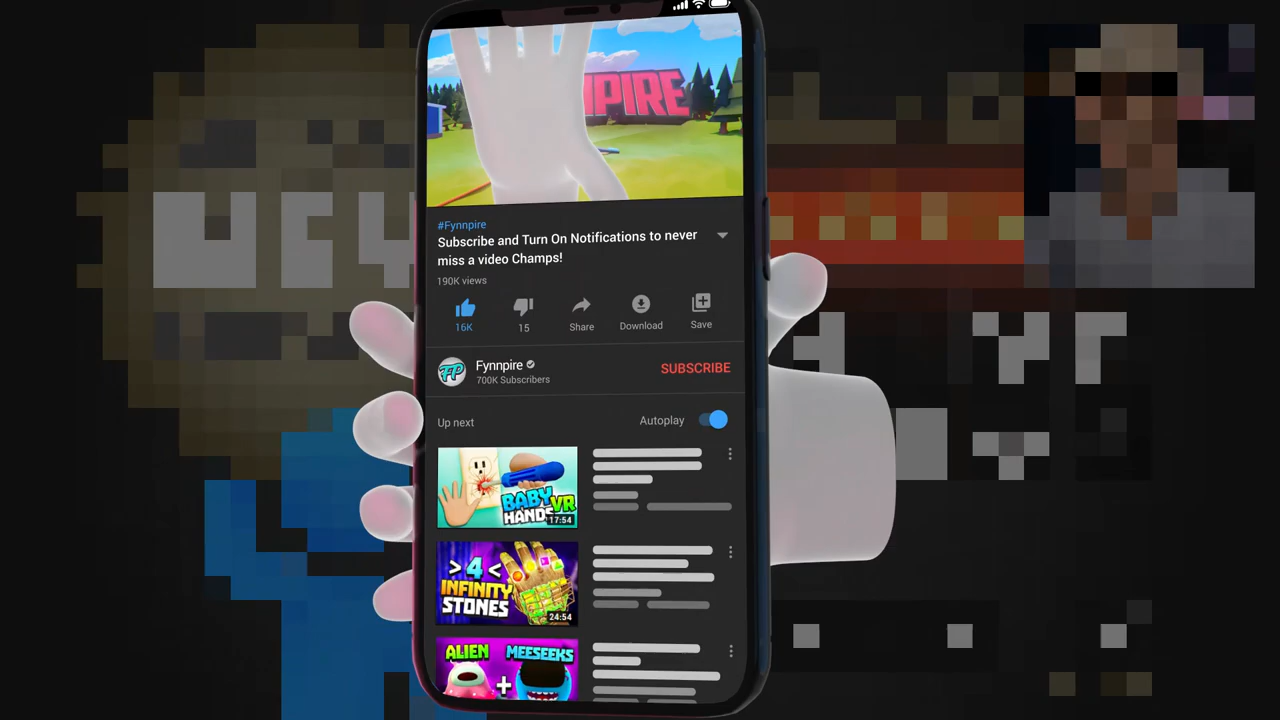 PIRE
#Fynnpire
Subscribe and Turn On Notifications to never
miss a video Champs!
190K views
16K
15
Share
Download
Save
FP
Fynnpire
700K Subscribers
SUBSCRIBE
Up next
Autoplay
BABY
HANDS VR
17:54
> 4 <
INFINITY
STONES
24:54
ALIEN
+
MEESEEKS